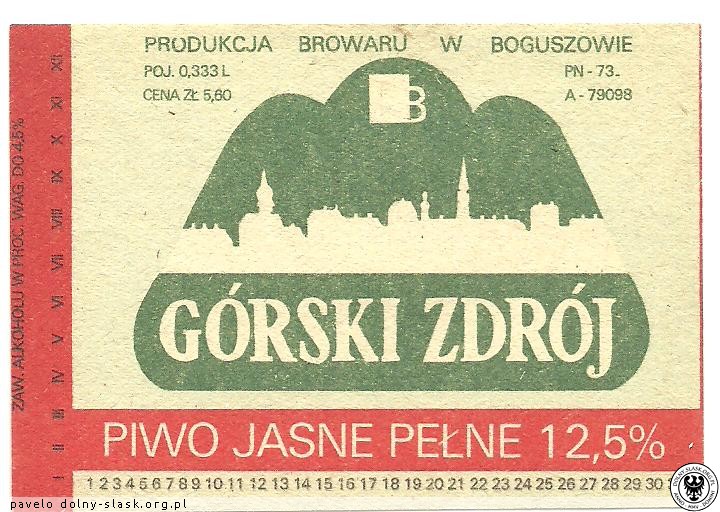 PRODUKCJA BROWARU W BOGUSZOWIE
POJ. 0,333 L
CENA ZŁ 5,60
PN - 73
A - 79098
B
GÓRSKI ZDRÓJ
PIWO JASNE PEŁNE 12,5%
1 2 3 4 5 6 7 8 9 10 11 12 13 14 15 16 17 18 19 20 21 22 23 24 25 26 27 28 29 30
ZAW. ALKOHOLU W PROC. WAG. DO 4,5%
I II III IV V VI VII VIII IX X XI XII
pavelo dolny-slask.org.pl